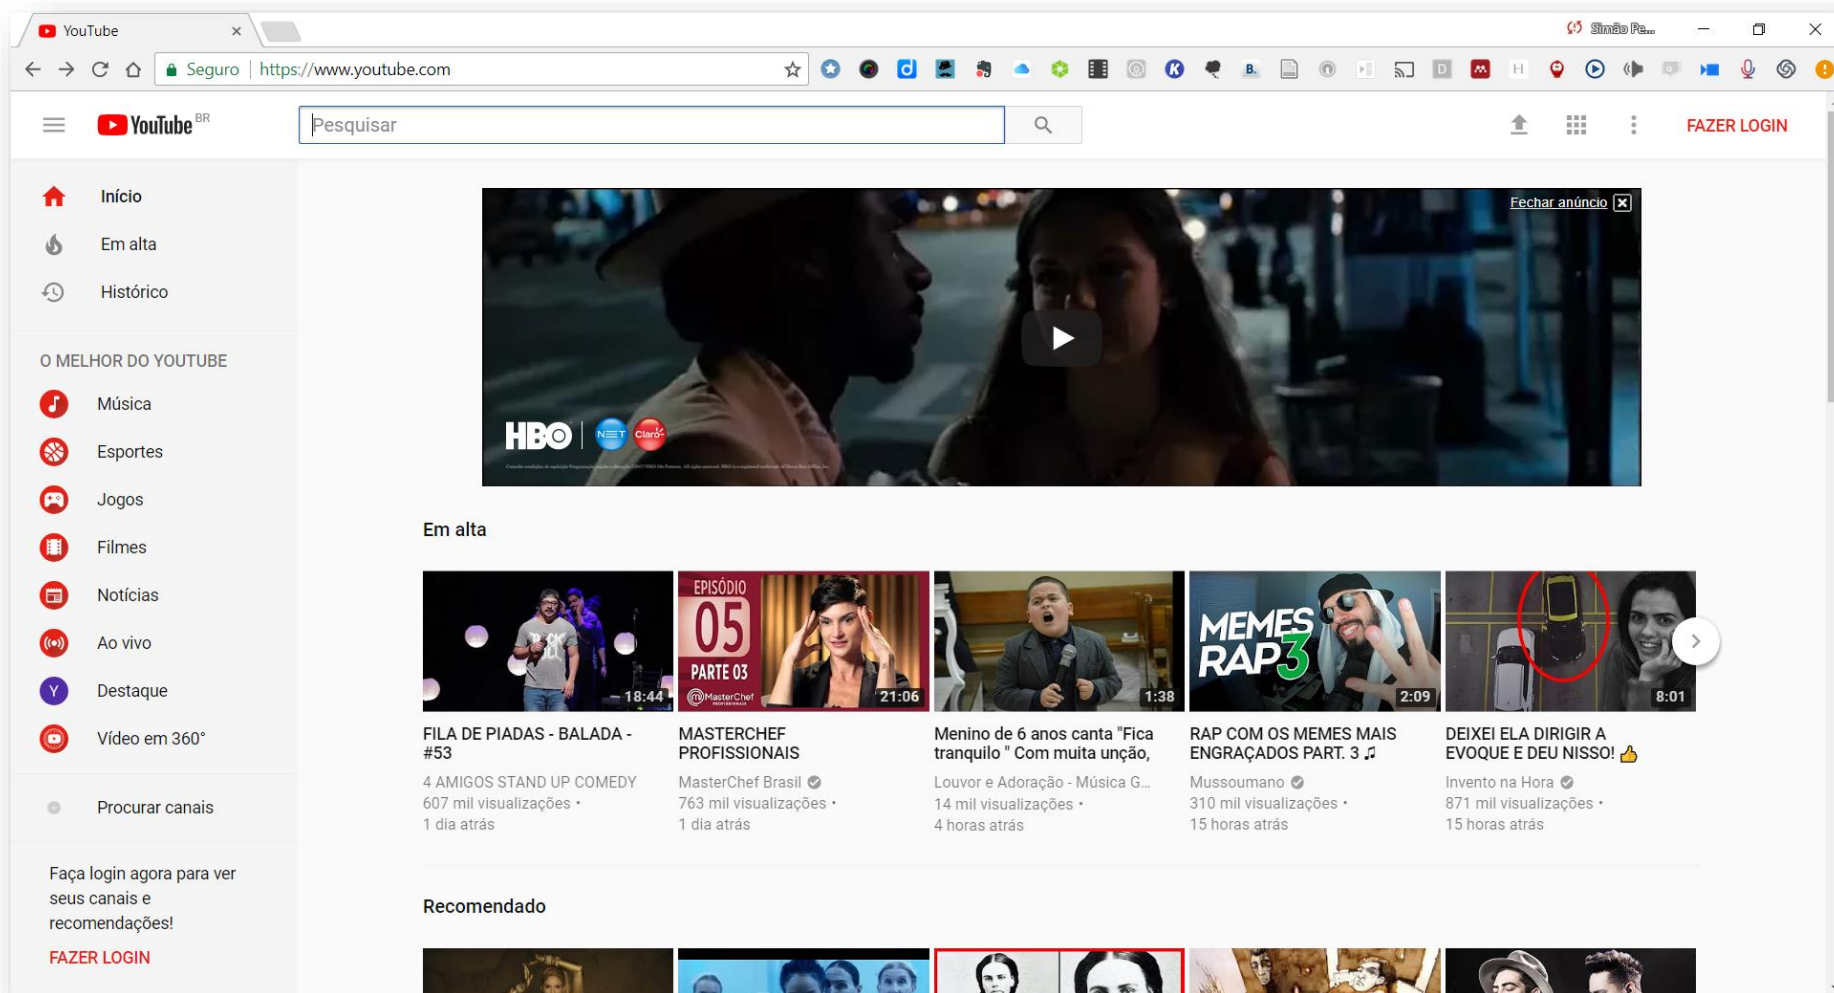 YouTube
Simão Pe...
Seguro
https://www.youtube.com
YouTube BR
Pesquisar
FAZER LOGIN
Início
Em alta
Histórico
O MELHOR DO YOUTUBE
Música
Esportes
Jogos
Filmes
Notícias
Ao vivo
Y Destaque
Vídeo em 360°
Procurar canais
Faça login agora para ver
seus canais e
recomendações!
FAZER LOGIN
Fechar anúncio
HBO NET Claro
Em alta
18:44
FILA DE PIADAS - BALADA -
#53
4 AMIGOS STAND UP COMEDY
607 mil visualizações •
1 dia atrás
EPISÓDIO
05
PARTE 03
MasterChef
21:06
MASTERCHEF
PROFISSIONAIS
MasterChef Brasil
763 mil visualizações •
1 dia atrás
1:38
Menino de 6 anos canta "Fica
tranquilo " Com muita unção,
Louvor e Adoração - Música G...
14 mil visualizações •
4 horas atrás
MEMES
RAP 3
2:09
RAP COM OS MEMES MAIS
ENGRAÇADOS PART. 3 ♫
Mussoumano
310 mil visualizações •
15 horas atrás
8:01
DEIXEI ELA DIRIGIR A
EVOQUE E DEU NISSO! 👍
Invento na Hora
871 mil visualizações •
15 horas atrás
Recomendado